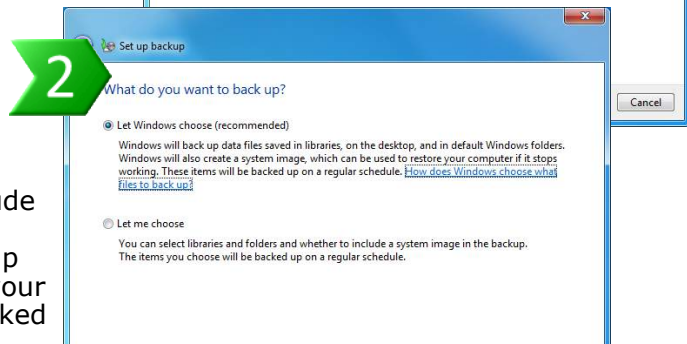 Set up backup
2
What do you want to back up?
Let Windows choose (recommended)
Windows will back up data files saved in libraries, on the desktop, and in default Windows folders.
Windows will also create a system image, which can be used to restore your computer if it stops
working. These items will be backed up on a regular schedule. How does Windows choose what
files to back up?
Let me choose
You can select libraries and folders and whether to include a system image in the backup.
The items you choose will be backed up on a regular schedule.
Cancel